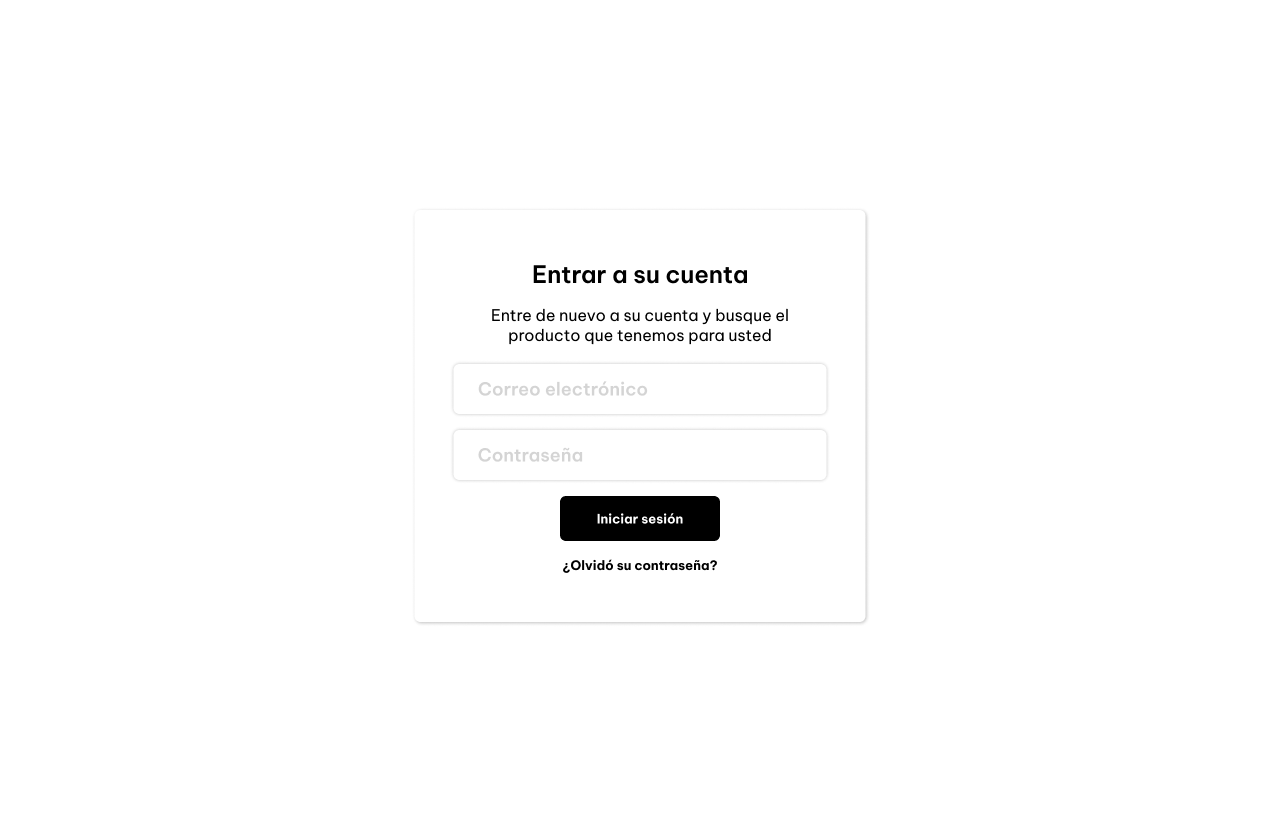 Entrar a su cuenta
Entre de nuevo a su cuenta y busque el
producto que tenemos para usted
Correo electrónico
Contraseña
Iniciar sesión
¿Olvidó su contraseña?